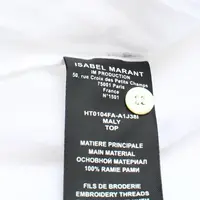 ISABEL MARANT
IM PRODUCTION
50, rue Croix des Petits Champs
75001 Paris
FRANCE
N°1501
HT0104FA-A1J38I
MALY
TOP
MATIERE PRINCIPALE
MAIN MATERIAL
ОСНОВНОЙ МАТЕРИАЛ
100% RAMIE PARED
FILS DE BRODERIE
EMBROIDERY THREADS